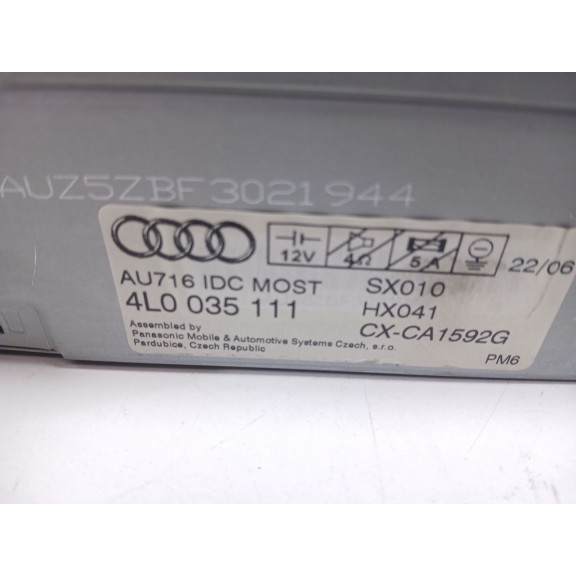 AUZ5ZBF3021944
12V 4Ω 5A 22/06
AU716 IDC MOST SX010
4L0 035 111 HX041
Assembled by CX-CA1592G
Panasonic Mobile & Automotive Systems Czech, s.r.o.
Pardubice, Czech Republic PM6